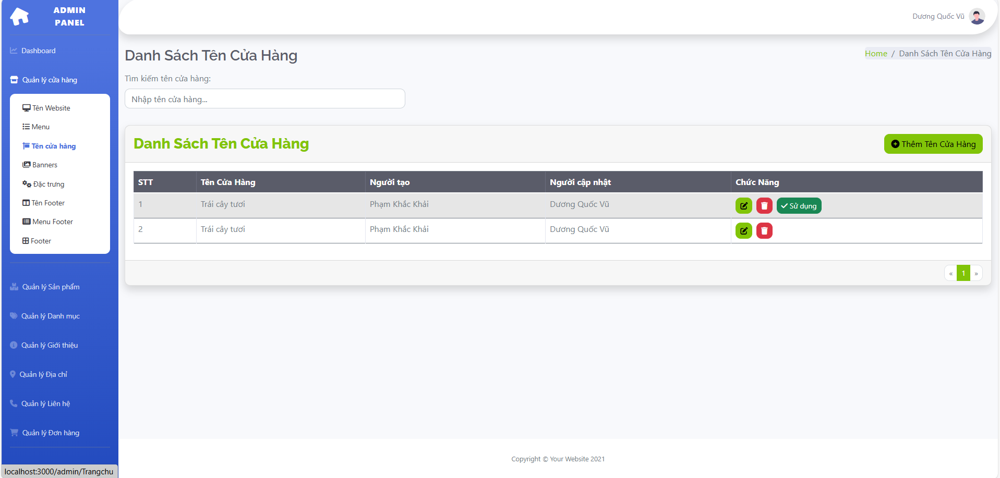 ADMIN
PANEL
Dashboard
Quản lý cửa hàng
Tên Website
Menu
Tên cửa hàng
Banners
Đặc trưng
Tên Footer
Menu Footer
Footer
Quản lý Sản phẩm
Quản lý Danh mục
Quản lý Giới thiệu
Quản lý Địa chỉ
Quản lý Liên hệ
Quản lý Đơn hàng
localhost:3000/admin/Trangchu
Dương Quốc Vũ
Danh Sách Tên Cửa Hàng
Home / Danh Sách Tên Cửa Hàng
Tìm kiếm tên cửa hàng:
Nhập tên cửa hàng...
Danh Sách Tên Cửa Hàng
Thêm Tên Cửa Hàng
STT Tên Cửa Hàng Người tạo Người cập nhật Chức Năng
1 Trái cây tươi Phạm Khắc Khải Dương Quốc Vũ Sử dụng
2 Trái cây tươi Phạm Khắc Khải Dương Quốc Vũ
« 1 »
Copyright © Your Website 2021